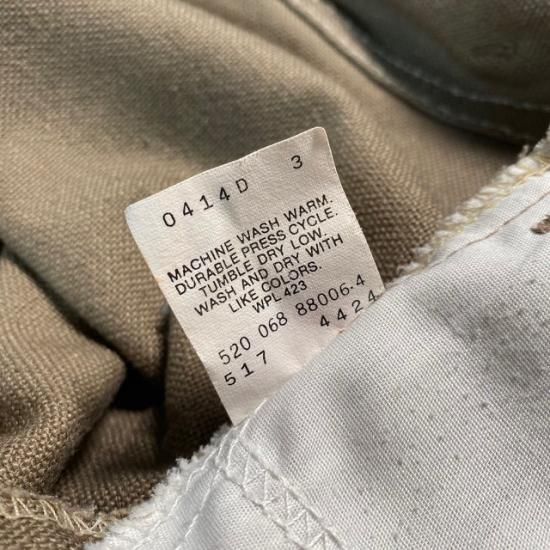 0414D 3
MACHINE WASH WARM.
DURABLE PRESS CYCLE.
TUMBLE DRY LOW.
WASH AND DRY WITH
LIKE COLORS.
WPL 423
520 068 88006-4
517 4424